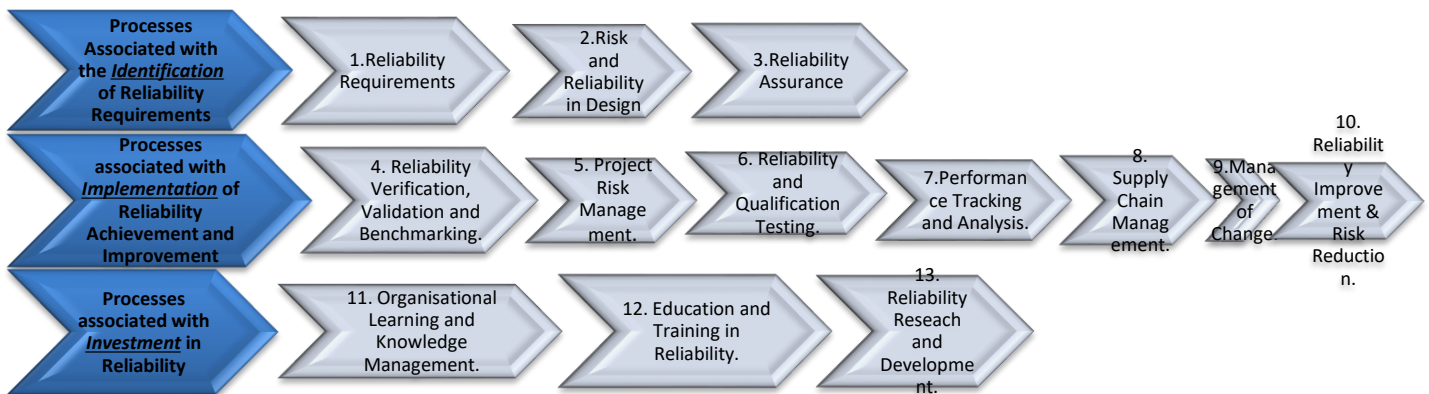 Processes
Associated with
the Identification
of Reliability
Requirements
1.Reliability
Requirements
2.Risk
and
Reliability
in Design
3.Reliability
Assurance
Processes
associated with
Implementation of
Reliability
Achievement and
Improvement
4. Reliability
Verification,
Validation and
Benchmarking.
5. Project
Risk
Manage
ment.
6. Reliability
and
Qualification
Testing.
7.Performan
ce Tracking
and Analysis.
8.
Supply
Chain
Manag
ement.
9.Mana
gement
of
Change.
10.
Reliabilit
y
Improve
ment &
Risk
Reductio
n.
Processes
associated with
Investment in
Reliability
11. Organisational
Learning and
Knowledge
Management.
12. Education and
Training in
Reliability.
13.
Reliability
Reseach
and
Developme
nt.